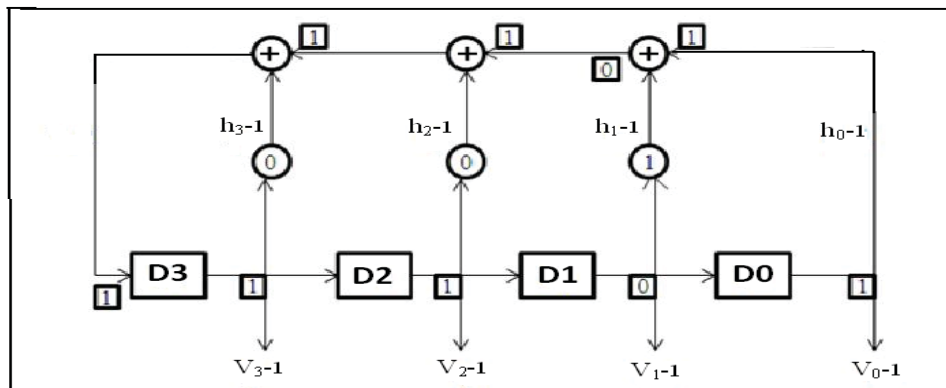 1 1 1
+ + +
0
h₃-1 h₂-1 h₁-1 h₀-1
0 0 1
D3 D2 D1 D0
1 1 1 0 1
V₃-1 V₂-1 V₁-1 V₀-1